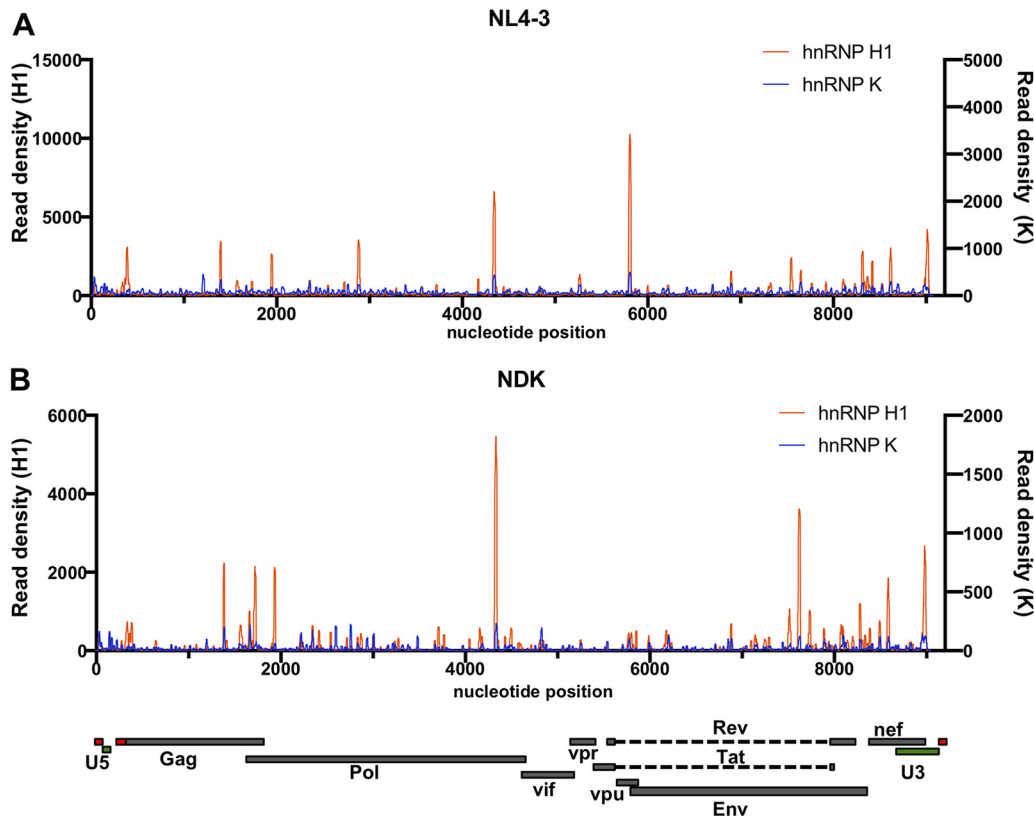 A
NL4-3
hnRNP H1
hnRNP K
Read density (H1)
15000
10000
5000
0
Read density (K)
5000
4000
3000
2000
1000
0
0 2000 4000 6000 8000
nucleotide position
B
NDK
hnRNP H1
hnRNP K
Read density (H1)
6000
4000
2000
0
Read density (K)
2000
1500
1000
500
0
0 2000 4000 6000 8000
nucleotide position
U5
Gag
Pol
vif
vpr
vpu
Rev
Tat
Env
nef
U3